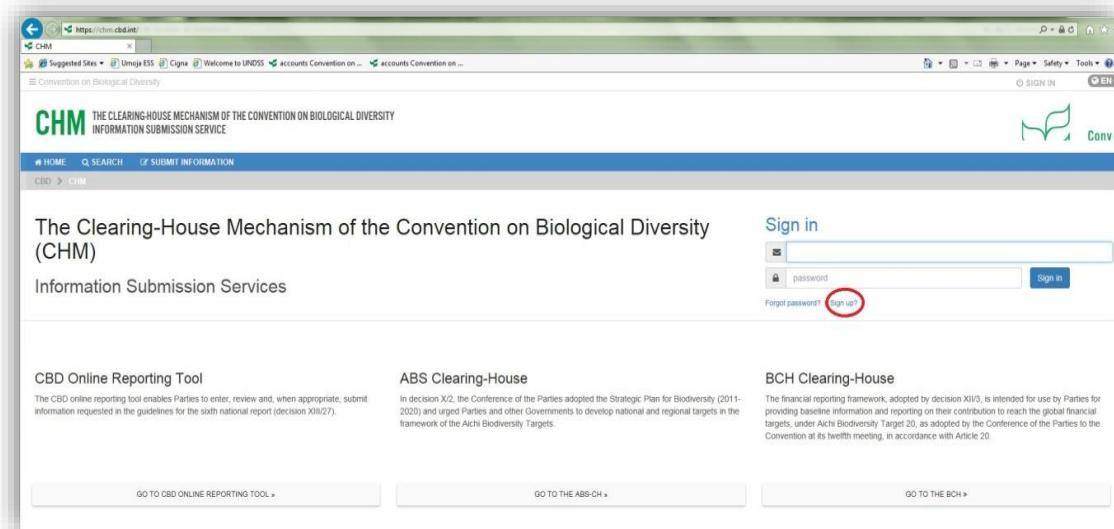 https://chm.cbd.int/
CHM
Suggested Sites
Umoja ESS
Cigna
Welcome to UNDSS
accounts Convention on ...
accounts Convention on ...
Page
Safety
Tools
Convention on Biological Diversity
SIGN IN
EN
CHM
THE CLEARING-HOUSE MECHANISM OF THE CONVENTION ON BIOLOGICAL DIVERSITY
INFORMATION SUBMISSION SERVICE
Conv
HOME
SEARCH
SUBMIT INFORMATION
CBD
CHM
The Clearing-House Mechanism of the Convention on Biological Diversity
(CHM)
Information Submission Services
Sign in
password
Sign in
Forgot password?
Sign up?
CBD Online Reporting Tool
The CBD online reporting tool enables Parties to enter, review and, when appropriate, submit
information requested in the guidelines for the sixth national report (decision XIII/27).
GO TO CBD ONLINE REPORTING TOOL »
ABS Clearing-House
In decision X/2, the Conference of the Parties adopted the Strategic Plan for Biodiversity (2011-
2020) and urged Parties and other Governments to develop national and regional targets in the
framework of the Aichi Biodiversity Targets.
GO TO THE ABS-CH »
BCH Clearing-House
The financial reporting framework, adopted by decision XII/3, is intended for use by Parties for
providing baseline information and reporting on their contribution to reach the global financial
targets, under Aichi Biodiversity Target 20, as adopted by the Conference of the Parties to the
Convention at its twelfth meeting, in accordance with Article 20.
GO TO THE BCH »